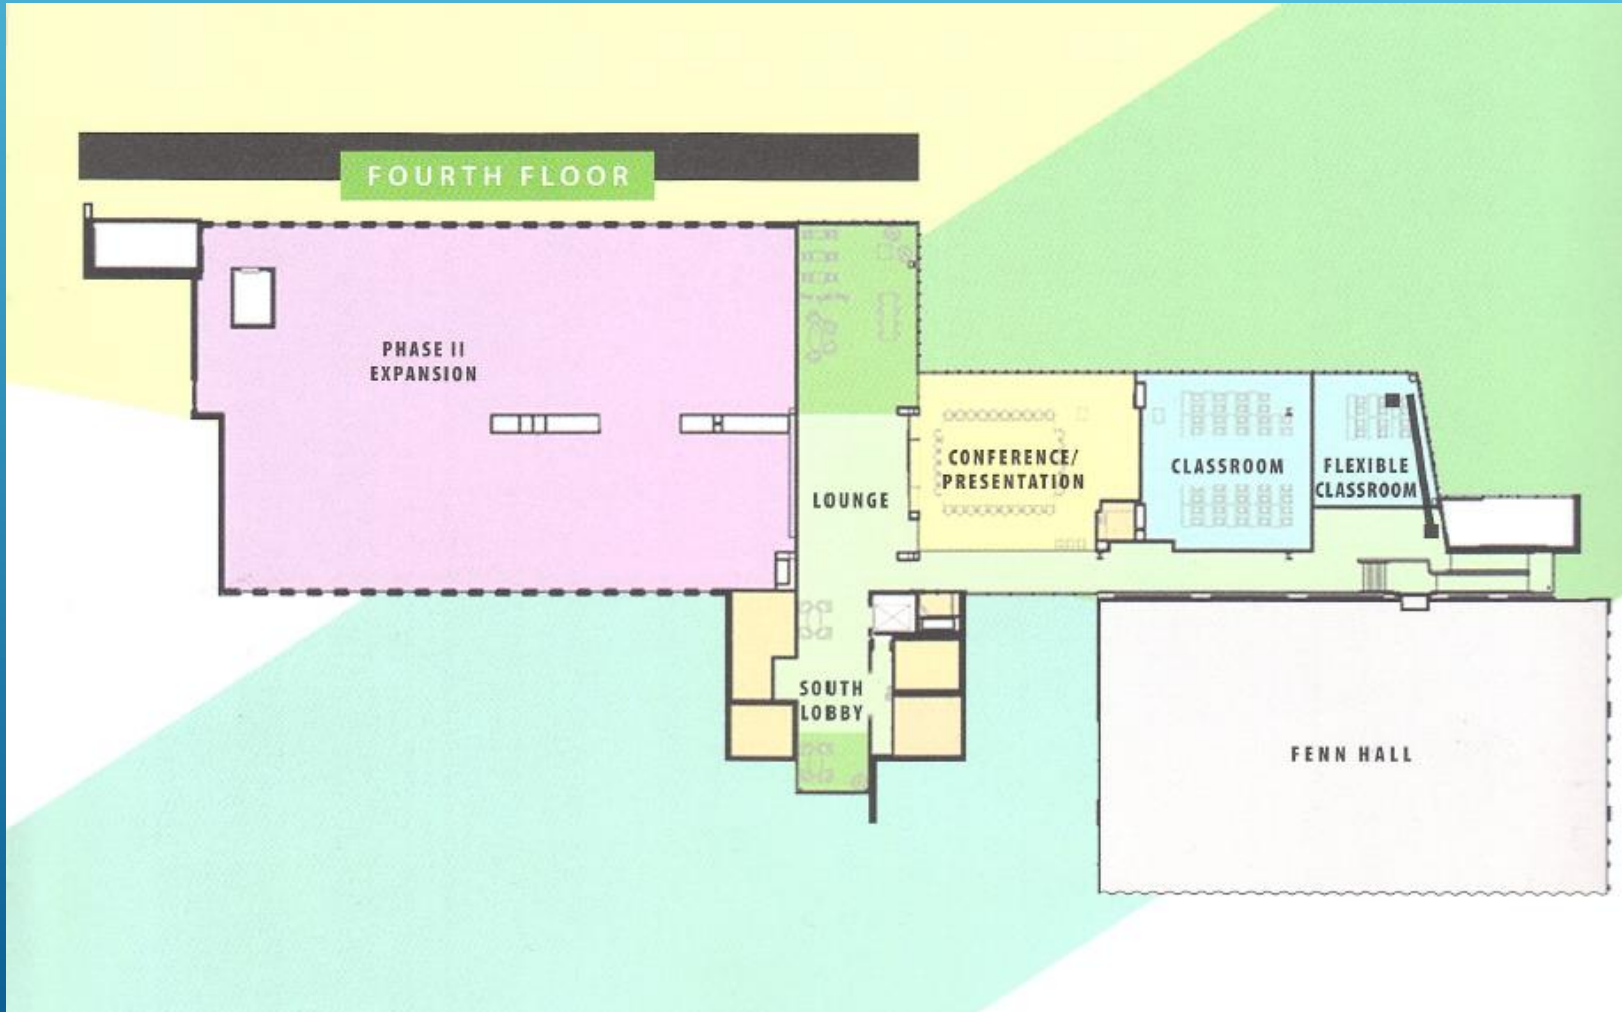 FOURTH FLOOR
PHASE II
EXPANSION
LOUNGE
CONFERENCE/
PRESENTATION
CLASSROOM
FLEXIBLE
CLASSROOM
SOUTH
LOBBY
FENN HALL